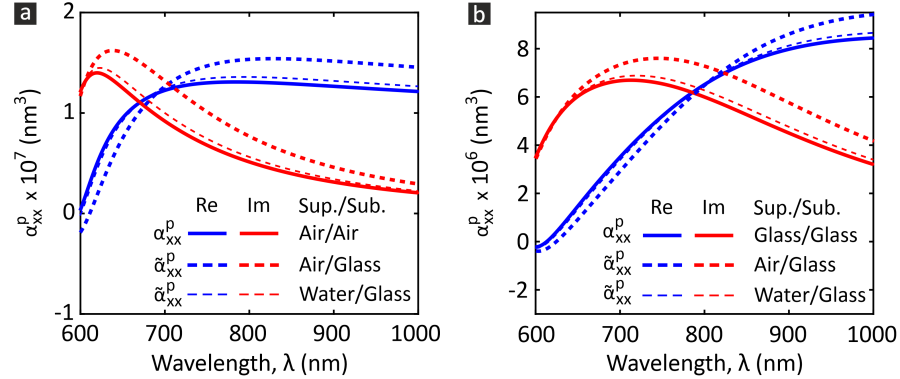 a
α^p_xx x 10^7 (nm^3)
2
1
0
-1
Re Im Sup./Sub.
α^p_xx Air/Air
α̃^p_xx Air/Glass
α̃^p_xx Water/Glass
600 700 800 900 1000
Wavelength, λ (nm)
b
α^p_xx x 10^6 (nm^3)
8
6
4
2
0
-2
Re Im Sup./Sub.
α^p_xx Glass/Glass
α̃^p_xx Air/Glass
α̃^p_xx Water/Glass
600 700 800 900 1000
Wavelength, λ (nm)